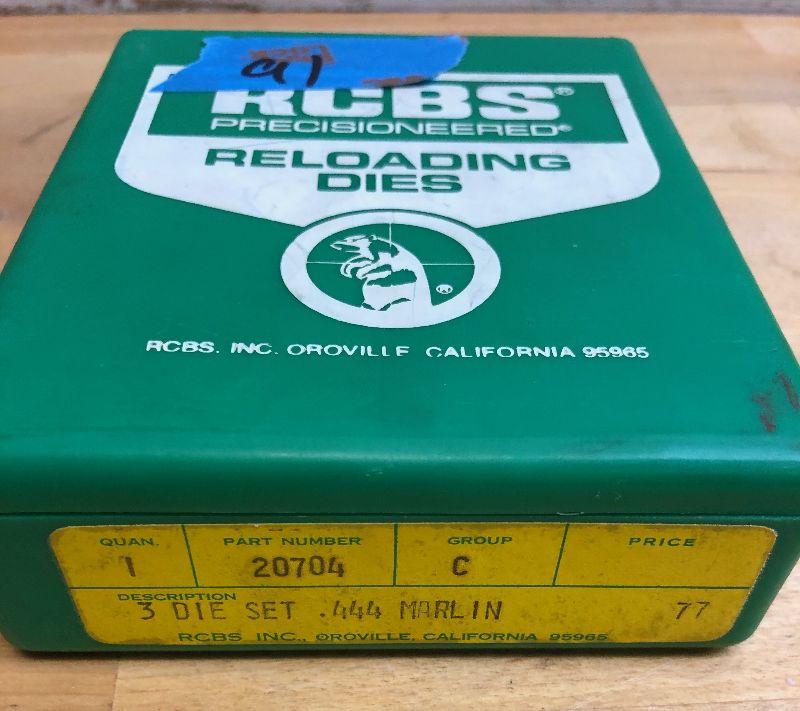 91
RCBS®
PRECISIONEERED®
RELOADING
DIES
®
RCBS. INC. OROVILLE CALIFORNIA 95965
QUAN. PART NUMBER GROUP PRICE
1 20704 C
DESCRIPTION
3 DIE SET .444 MARLIN 77
RCBS INC., OROVILLE, CALIFORNIA 95965